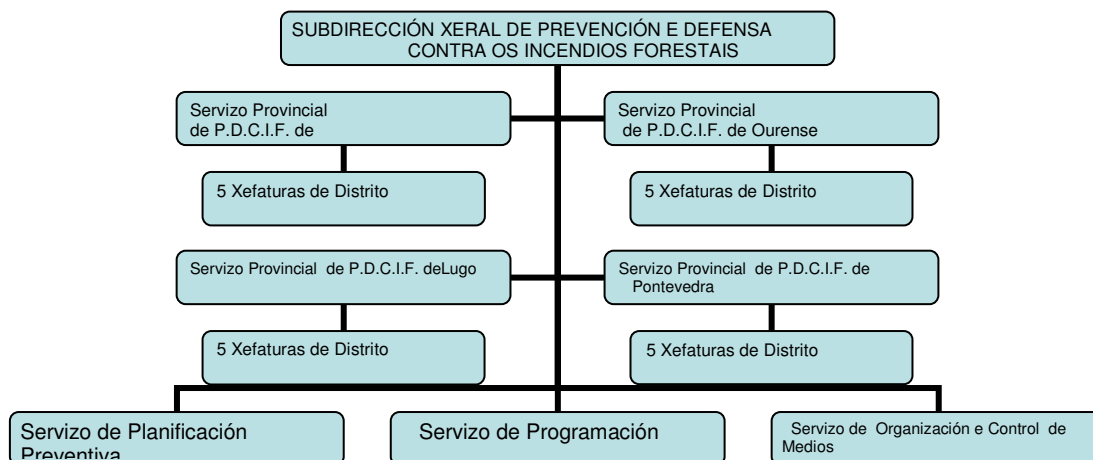 SUBDIRECCIÓN XERAL DE PREVENCIÓN E DEFENSA
CONTRA OS INCENDIOS FORESTAIS
Servizo Provincial
de P.D.C.I.F. de
Servizo Provincial
de P.D.C.I.F. de Ourense
5 Xefaturas de Distrito
5 Xefaturas de Distrito
Servizo Provincial de P.D.C.I.F. deLugo
Servizo Provincial de P.D.C.I.F. de
Pontevedra
5 Xefaturas de Distrito
5 Xefaturas de Distrito
Servizo de Planificación
Preventiva
Servizo de Programación
Servizo de Organización e Control de
Medios